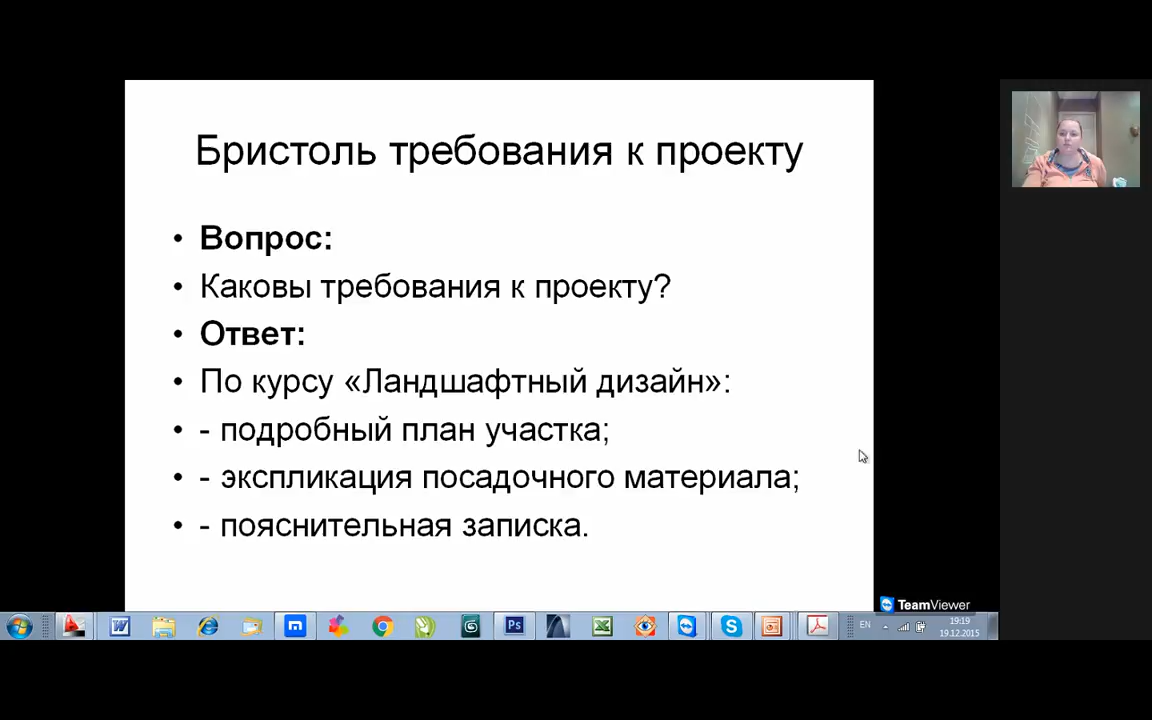 Бристоль требования к проекту
• Вопрос:
• Каковы требования к проекту?
• Ответ:
• По курсу «Ландшафтный дизайн»:
• - подробный план участка;
• - экспликация посадочного материала;
• - пояснительная записка.
TeamViewer
EN
19:19
19.12.2015
Ps